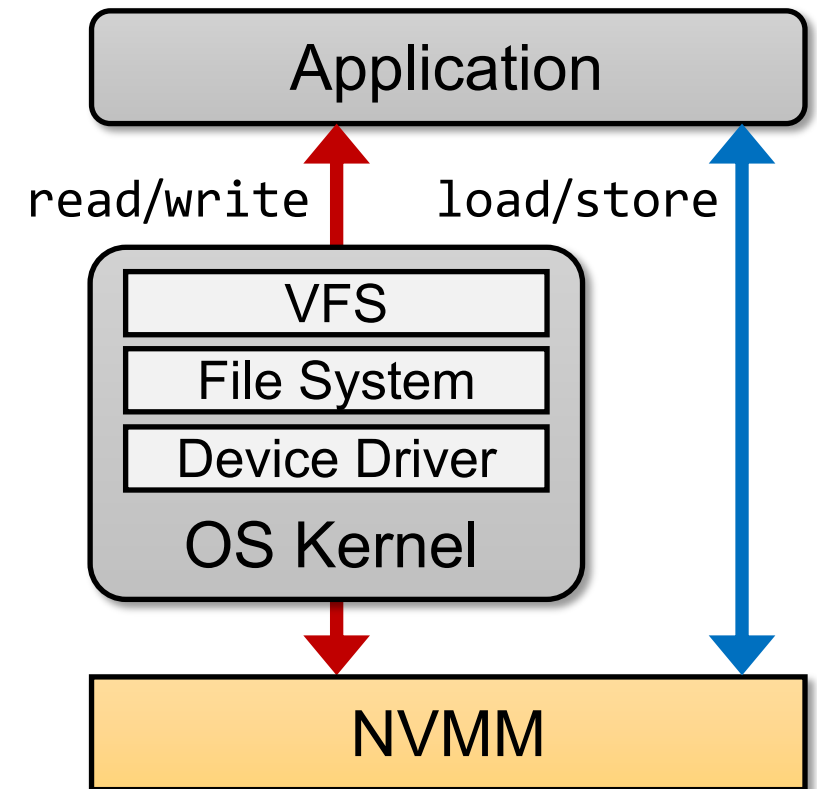 Application
read/write load/store
VFS
File System
Device Driver
OS Kernel
NVMM